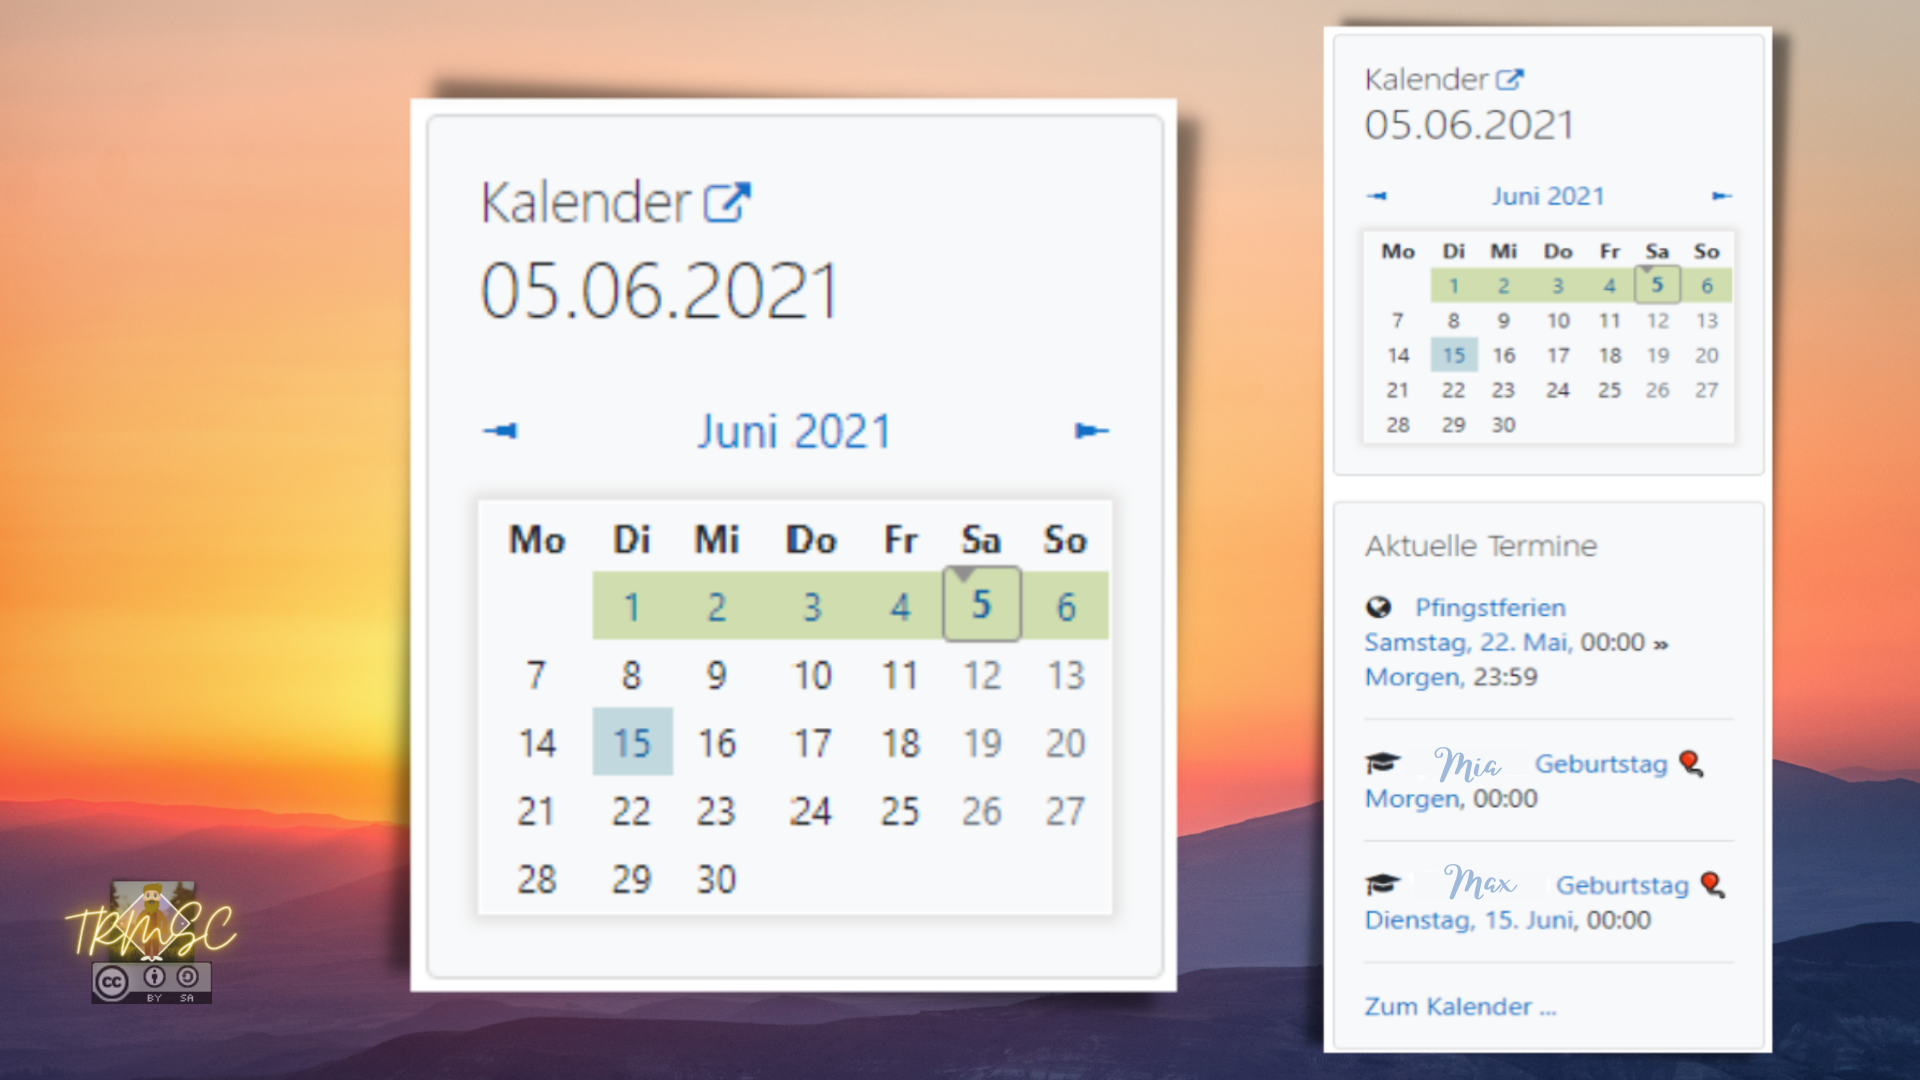 Kalender
05.06.2021
Juni 2021
Mo Di Mi Do Fr Sa So
1 2 3 4 5 6
7 8 9 10 11 12 13
14 15 16 17 18 19 20
21 22 23 24 25 26 27
28 29 30
TRMSC
cc BY SA
Kalender
05.06.2021
Juni 2021
Mo Di Mi Do Fr Sa So
1 2 3 4 5 6
7 8 9 10 11 12 13
14 15 16 17 18 19 20
21 22 23 24 25 26 27
28 29 30
Aktuelle Termine
Pfingstferien
Samstag, 22. Mai, 00:00 »
Morgen, 23:59
Mia Geburtstag
Morgen, 00:00
Max Geburtstag
Dienstag, 15. Juni, 00:00
Zum Kalender ...